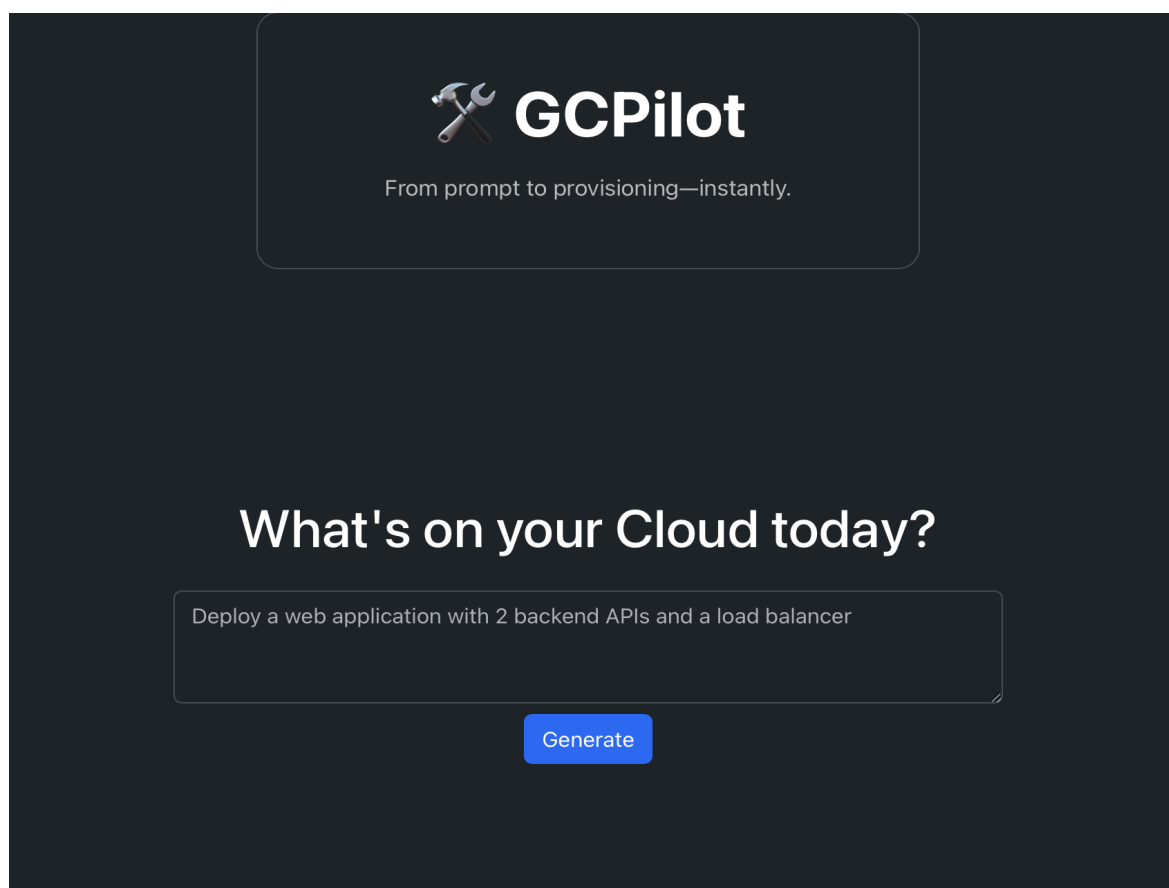 GCPilot
From prompt to provisioning—instantly.
What's on your Cloud today?
Deploy a web application with 2 backend APIs and a load balancer
Generate